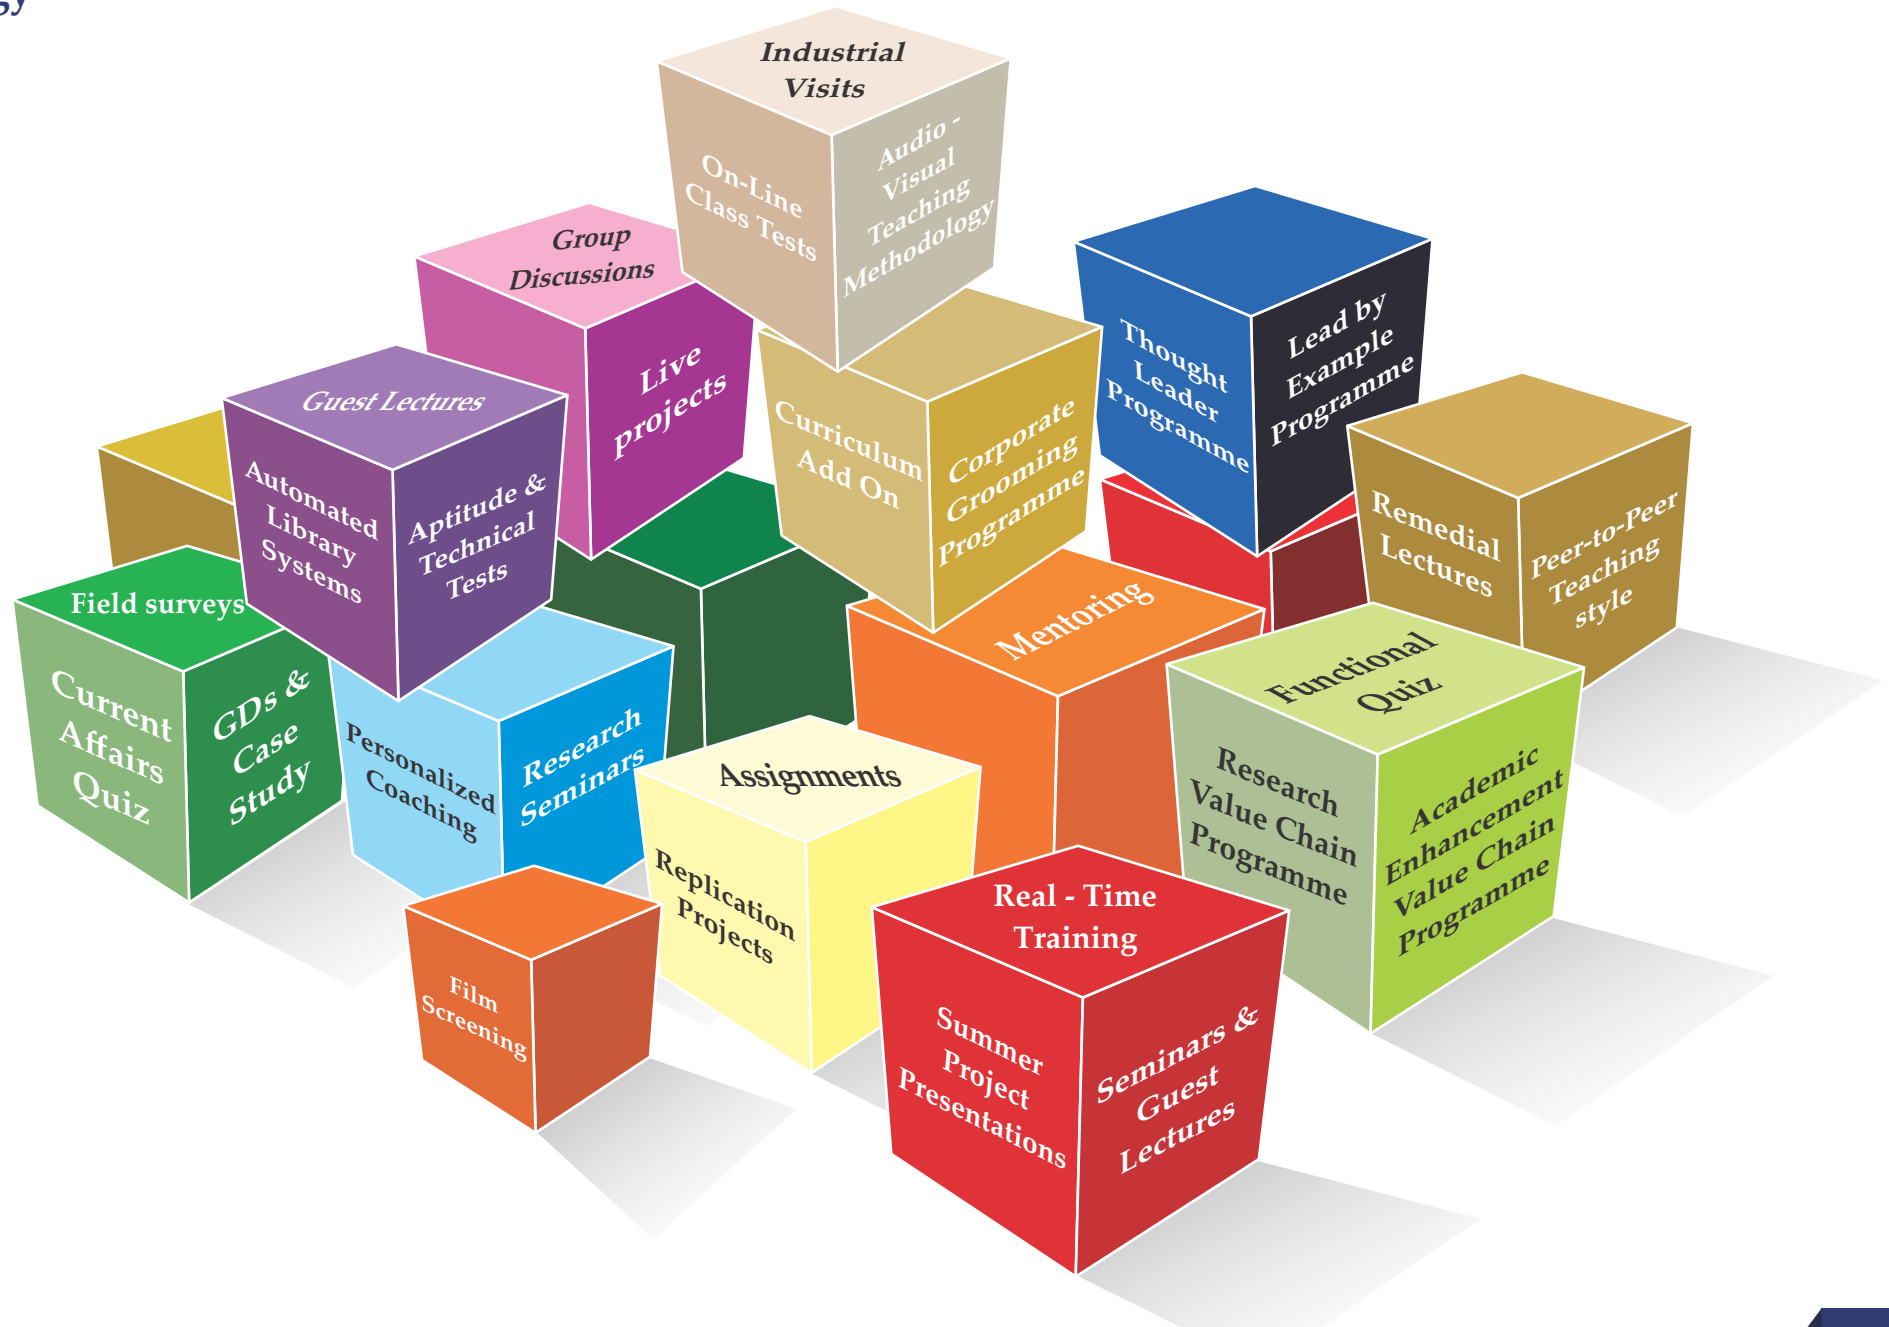 gy
Industrial
Visits
On-Line
Class Tests
Audio -
Visual
Teaching
Methodology
Group
Discussions
Live
projects
Thought
Leader
Programme
Lead by
Example
Programme
Guest Lectures
Automated
Library
Systems
Aptitude &
Technical
Tests
Curriculum
Add On
Corporate
Grooming
Programme
Remedial
Lectures
Peer-to-Peer
Teaching
style
Field surveys
Current
Affairs
Quiz
GDs &
Case
Study
Personalized
Coaching
Research
Seminars
Mentoring
Functional
Quiz
Research
Value Chain
Programme
Academic
Enhancement
Value Chain
Programme
Assignments
Replication
Projects
Film
Screening
Real - Time
Training
Summer
Project
Presentations
Seminars &
Guest
Lectures